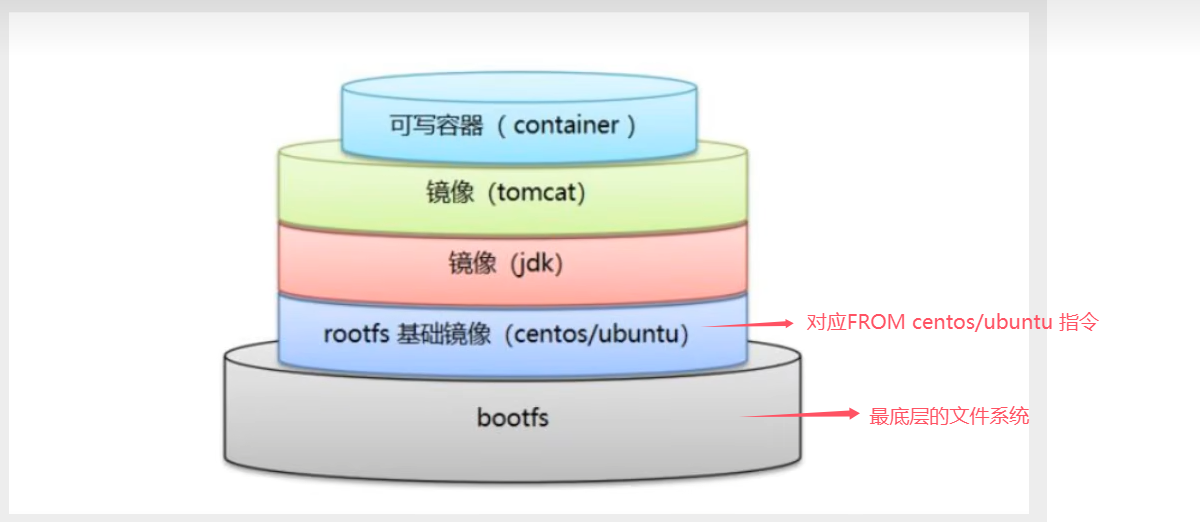 可写容器（container）
镜像（tomcat）
镜像（jdk）
rootfs 基础镜像（centos/ubuntu）
对应FROM centos/ubuntu 指令
bootfs
最底层的文件系统